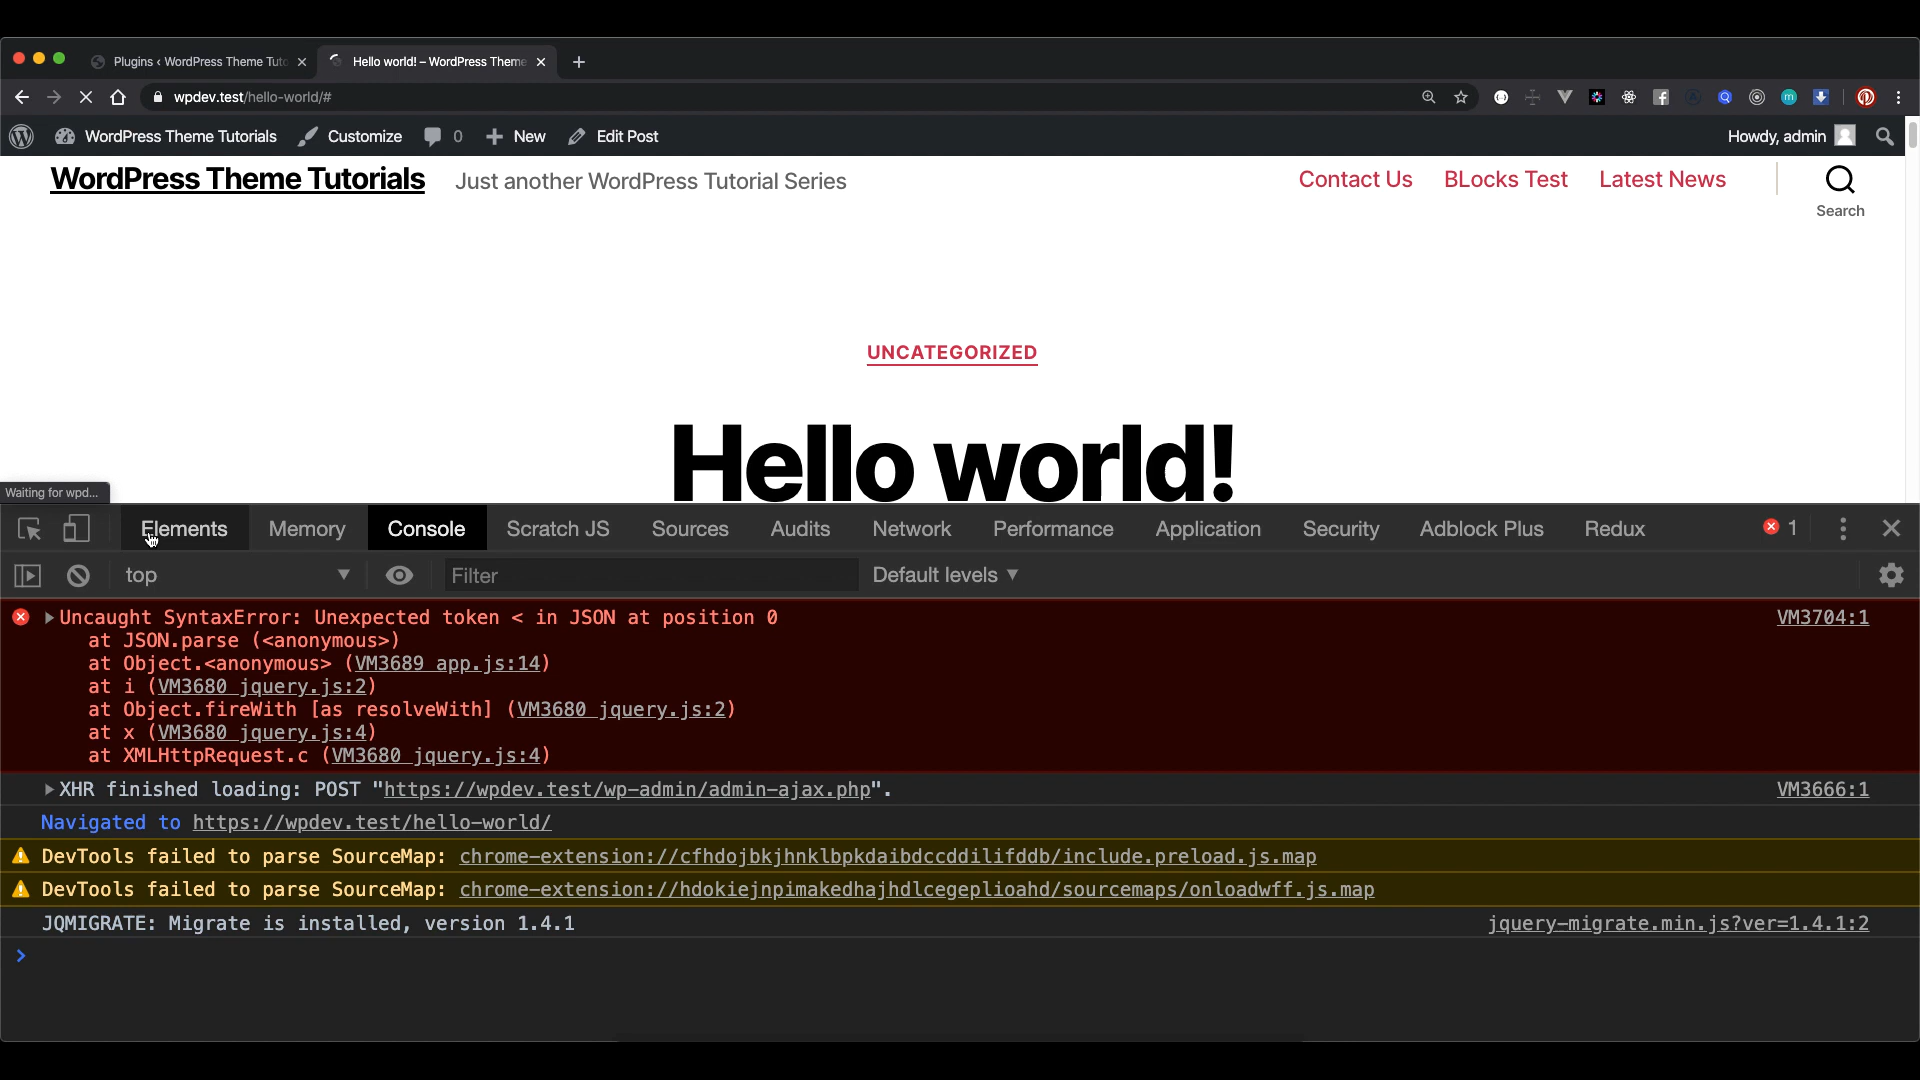 Plugins ‹ WordPress Theme Tuto
Hello world! – WordPress Theme
wpdev.test/hello-world/#
WordPress Theme Tutorials
Customize
0
New
Edit Post
Howdy, admin
WordPress Theme Tutorials
Just another WordPress Tutorial Series
Contact Us
BLocks Test
Latest News
Search
UNCATEGORIZED
Hello world!
Waiting for wpd...
Elements
Memory
Console
Scratch JS
Sources
Audits
Network
Performance
Application
Security
Adblock Plus
Redux
1
top
Filter
Default levels
Uncaught SyntaxError: Unexpected token < in JSON at position 0
VM3704:1
at JSON.parse (<anonymous>)
at Object.<anonymous> (VM3689 app.js:14)
at i (VM3680 jquery.js:2)
at Object.fireWith [as resolveWith] (VM3680 jquery.js:2)
at x (VM3680 jquery.js:4)
at XMLHttpRequest.c (VM3680 jquery.js:4)
XHR finished loading: POST "https://wpdev.test/wp-admin/admin-ajax.php".
VM3666:1
Navigated to https://wpdev.test/hello-world/
DevTools failed to parse SourceMap: chrome-extension://cfhdojbkjhnklbpkdaibdccddilifddb/include.preload.js.map
DevTools failed to parse SourceMap: chrome-extension://hdokiejnpimakedhajhdlcegeplioahd/sourcemaps/onloadwff.js.map
JQMIGRATE: Migrate is installed, version 1.4.1
jquery-migrate.min.js?ver=1.4.1:2